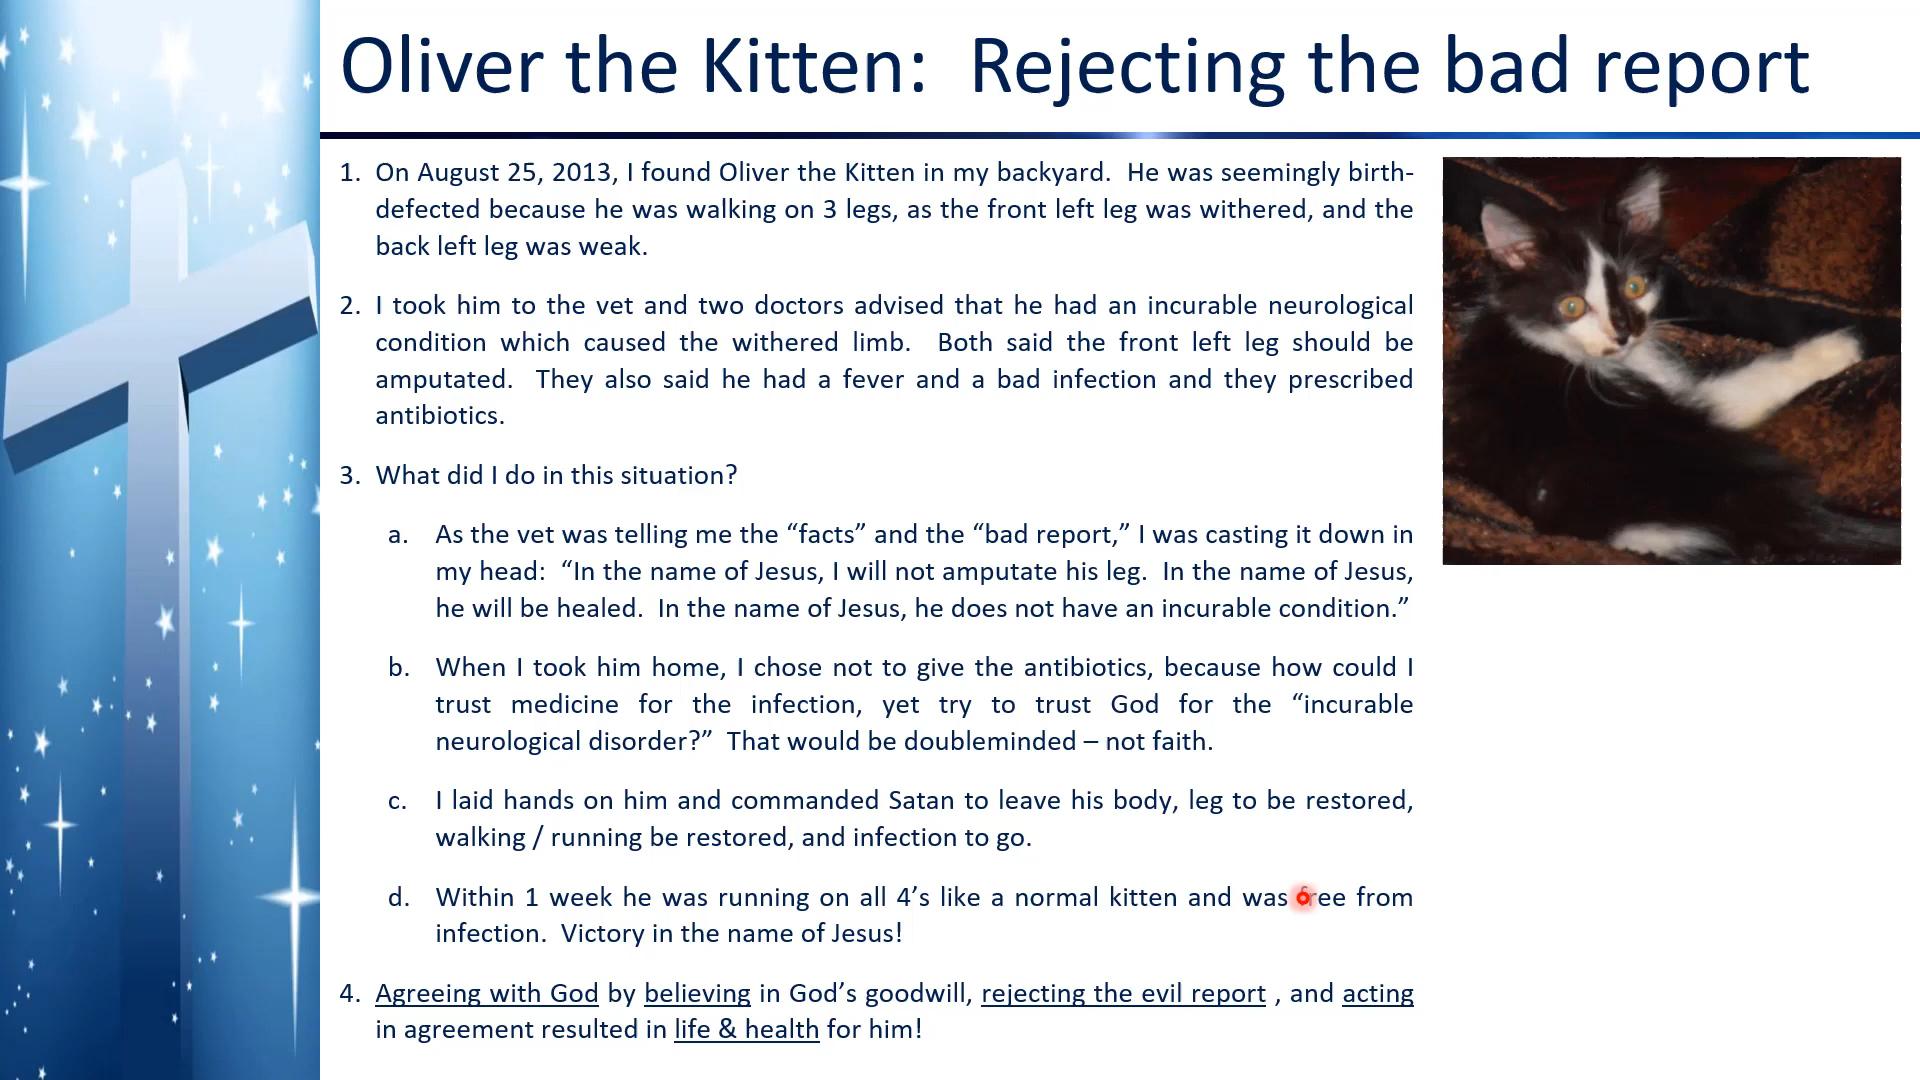 Oliver the Kitten:  Rejecting the bad report
1. On August 25, 2013, I found Oliver the Kitten in my backyard.  He was seemingly birth-
defected because he was walking on 3 legs, as the front left leg was withered, and the
back left leg was weak.
2. I took him to the vet and two doctors advised that he had an incurable neurological
condition which caused the withered limb.  Both said the front left leg should be
amputated.  They also said he had a fever and a bad infection and they prescribed
antibiotics.
3. What did I do in this situation?
a. As the vet was telling me the “facts” and the “bad report,” I was casting it down in
my head:  “In the name of Jesus, I will not amputate his leg.  In the name of Jesus,
he will be healed.  In the name of Jesus, he does not have an incurable condition.”
b. When I took him home, I chose not to give the antibiotics, because how could I
trust medicine for the infection, yet try to trust God for the “incurable
neurological disorder?”  That would be doubleminded – not faith.
c. I laid hands on him and commanded Satan to leave his body, leg to be restored,
walking / running be restored, and infection to go.
d. Within 1 week he was running on all 4’s like a normal kitten and was free from
infection.  Victory in the name of Jesus!
4. Agreeing with God by believing in God’s goodwill, rejecting the evil report , and acting
in agreement resulted in life & health for him!